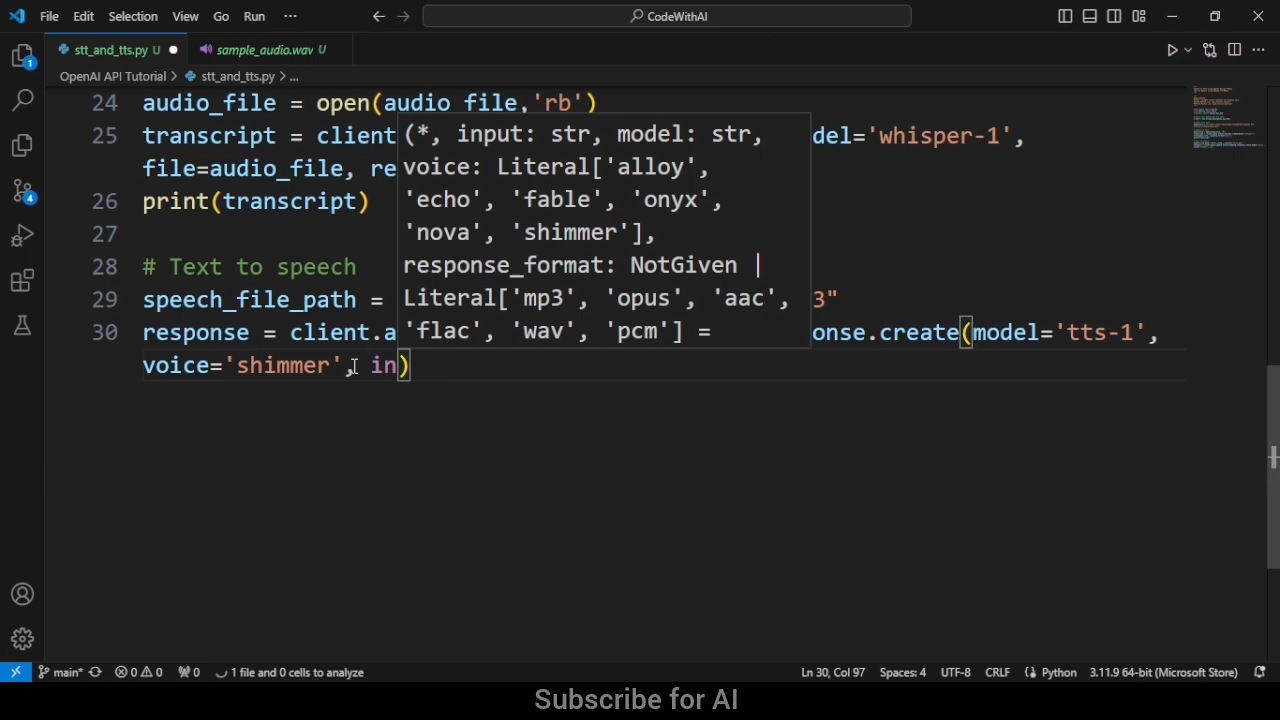 File Edit Selection View Go Run ··· CodeWithAI
stt_and_tts.py U sample_audio.wav U
OpenAI API Tutorial > stt_and_tts.py > ...
24 audio_file = open(audio_file,'rb')
25 transcript = client del='whisper-1',
file=audio_file, re
26 print(transcript)
27
28 # Text to speech
29 speech_file_path = 3"
30 response = client.a onse.create(model='tts-1',
voice='shimmer', in)
(*, input: str, model: str,
voice: Literal['alloy',
'echo', 'fable', 'onyx',
'nova', 'shimmer'],
response_format: NotGiven |
Literal['mp3', 'opus', 'aac',
'flac', 'wav', 'pcm'] =
1
4
main* 0 0 0 1 file and 0 cells to analyze Ln 30, Col 97 Spaces: 4 UTF-8 CRLF Python 3.11.9 64-bit (Microsoft Store)
Subscribe for AI